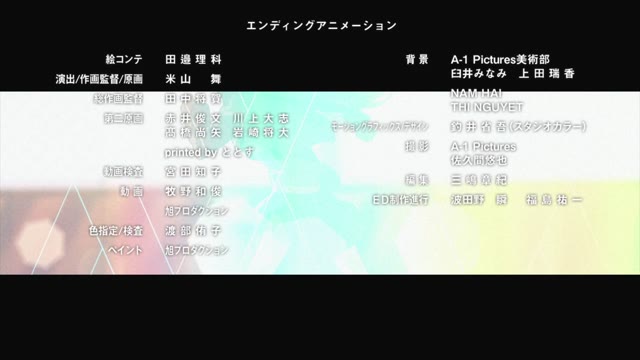 エンディングアニメーション
絵コンテ 田邉理科
演出/作画監督/原画 米山 舞
総作画監督 田中将賀
第二原画 赤井俊文 川上大志
高橋尚矢 岩崎将大
printed by ととす
動画検査 宮田知子
動画 牧野和俊
旭プロダクション
色指定/検査 渡部侑子
ペイント 旭プロダクション
背景 A-1 Pictures美術部
臼井みなみ 上田瑞香
NAM HAI
THI NGUYET
モーショングラフィックスデザイン 釣井省吾(スタジオカラー)
撮影 A-1 Pictures
佐久間悠也
編集 三嶋章紀
ED制作進行 波田野 瞬 福島祐一